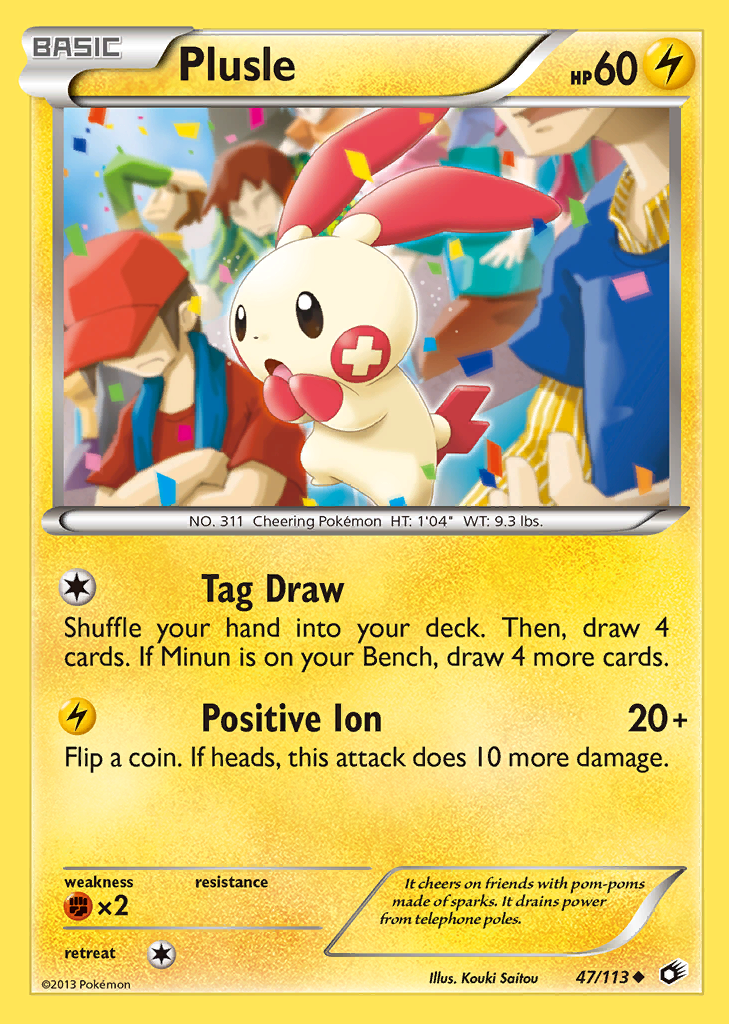 BASIC
Plusle
HP60
NO. 311 Cheering Pokémon HT: 1'04" WT: 9.3 lbs.
Tag Draw
Shuffle your hand into your deck. Then, draw 4
cards. If Minun is on your Bench, draw 4 more cards.
Positive Ion 20+
Flip a coin. If heads, this attack does 10 more damage.
weakness resistance
×2
It cheers on friends with pom-poms
made of sparks. It drains power
from telephone poles.
retreat
©2013 Pokémon
Illus. Kouki Saitou 47/113